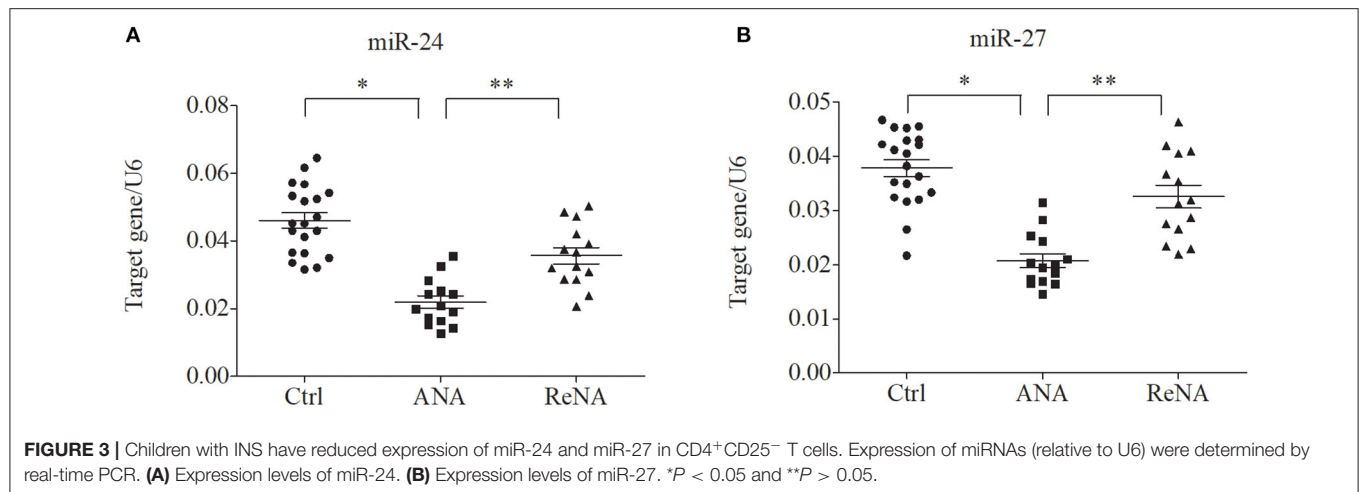 A
miR-24
*
**
Target gene/U6
0.08
0.06
0.04
0.02
0.00
Ctrl ANA ReNA
B
miR-27
*
**
Target gene/U6
0.05
0.04
0.03
0.02
0.01
0.00
Ctrl ANA ReNA
FIGURE 3 | Children with INS have reduced expression of miR-24 and miR-27 in CD4⁺CD25⁻ T cells. Expression of miRNAs (relative to U6) were determined by
real-time PCR. (A) Expression levels of miR-24. (B) Expression levels of miR-27. *P < 0.05 and **P > 0.05.